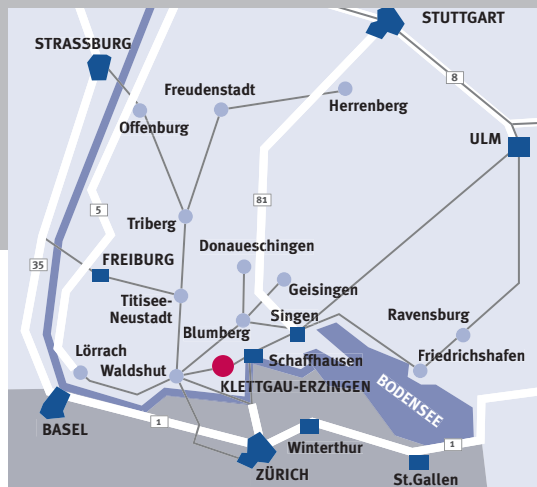 STUTTGART
STRASSBURG
8
Freudenstadt
Herrenberg
Offenburg
ULM
81
5
Triberg
Donaueschingen
35
FREIBURG
Geisingen
Titisee-
Neustadt
Singen
Ravensburg
Blumberg
Lörrach
Schaffhausen
Friedrichshafen
Waldshut
KLETTGAU-ERZINGEN
BODENSEE
BASEL
1
Winterthur
1
ZÜRICH
St.Gallen